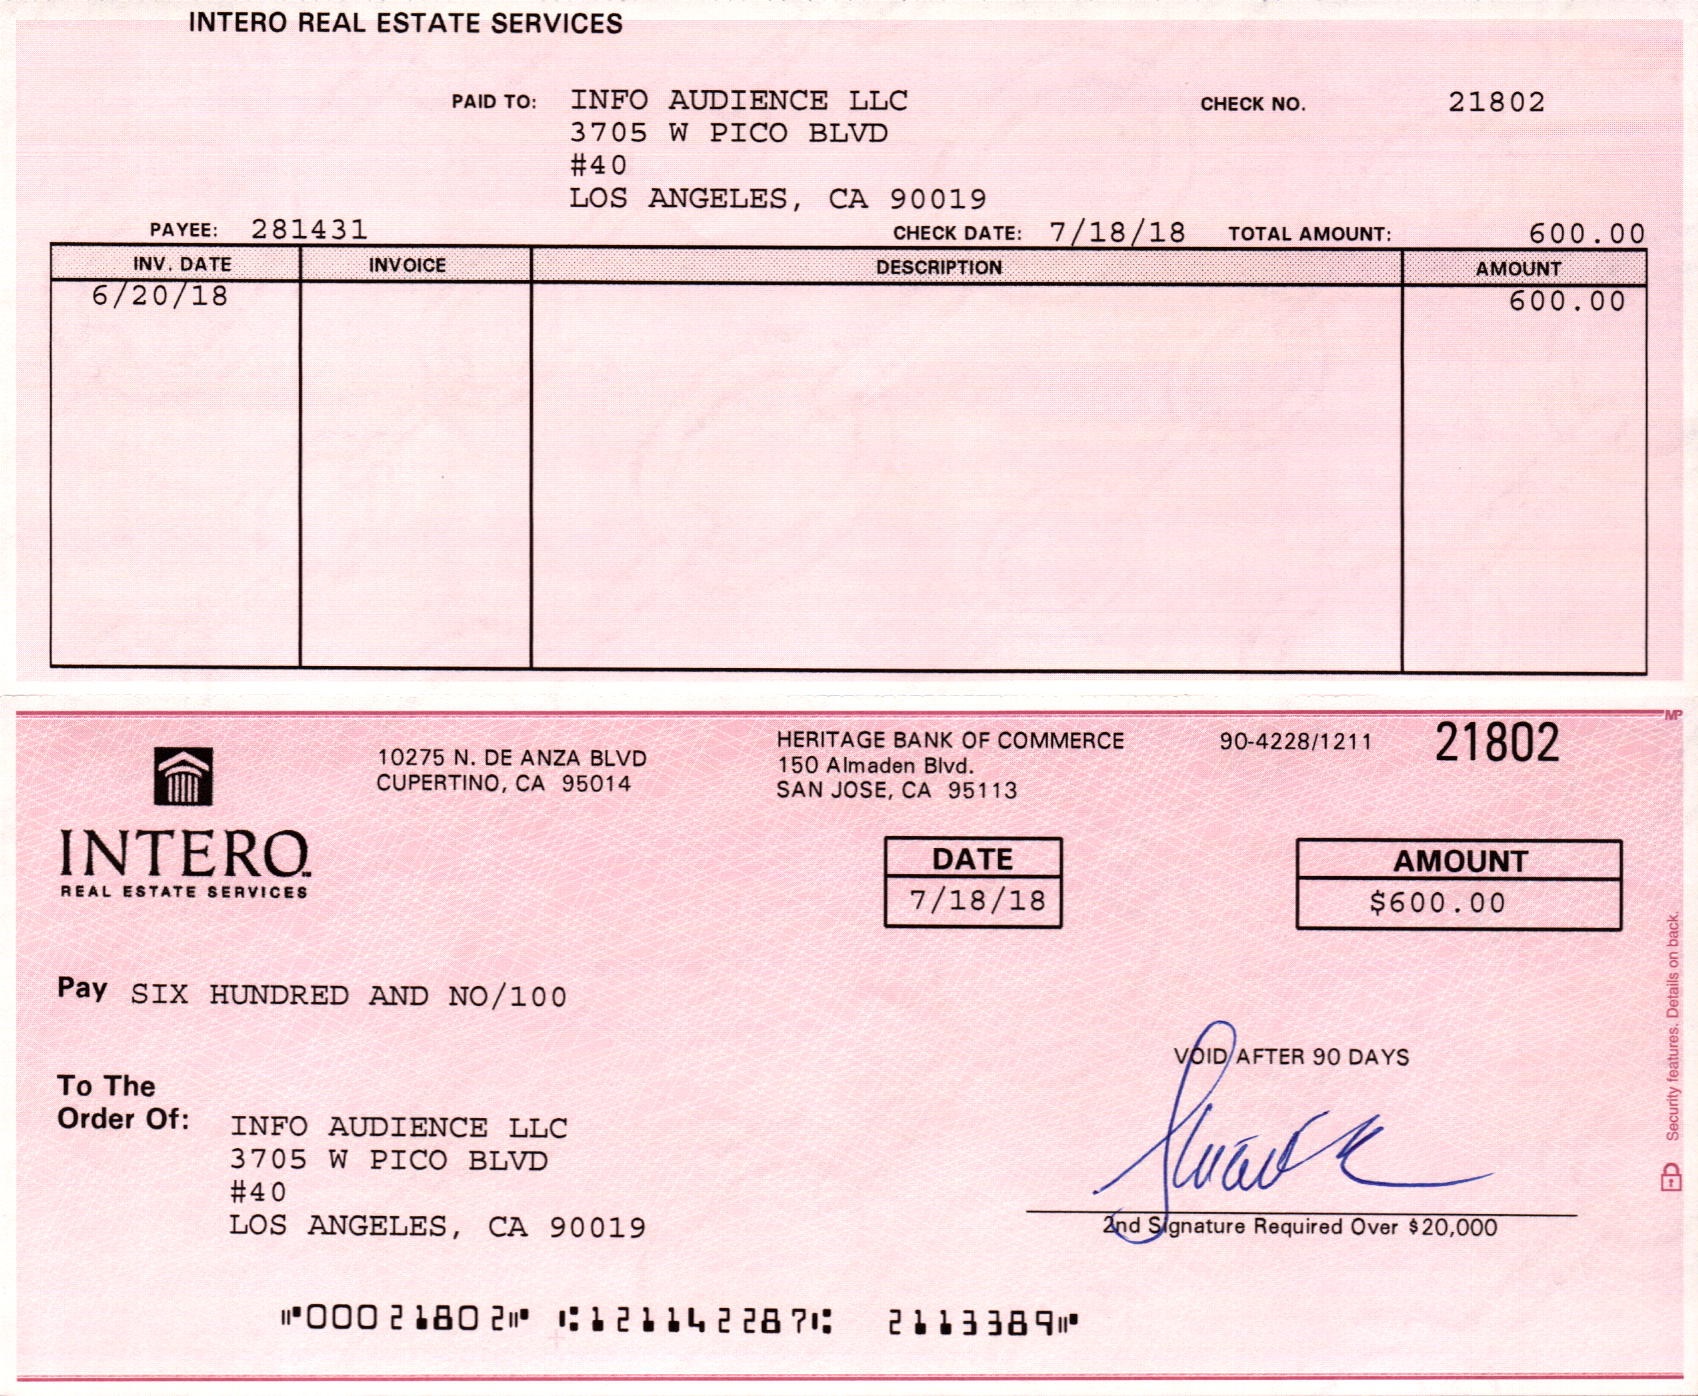 INTERO REAL ESTATE SERVICES
PAID TO: INFO AUDIENCE LLC CHECK NO. 21802
3705 W PICO BLVD
#40
LOS ANGELES, CA 90019
PAYEE: 281431 CHECK DATE: 7/18/18 TOTAL AMOUNT: 600.00
INV. DATE INVOICE DESCRIPTION AMOUNT
6/20/18 600.00
MP
10275 N. DE ANZA BLVD
CUPERTINO, CA 95014
HERITAGE BANK OF COMMERCE
150 Almaden Blvd.
SAN JOSE, CA 95113
90-4228/1211
21802
INTERO
REAL ESTATE SERVICES
DATE
7/18/18
AMOUNT
$600.00
Pay SIX HUNDRED AND NO/100
VOID AFTER 90 DAYS
To The
Order Of:
INFO AUDIENCE LLC
3705 W PICO BLVD
#40
LOS ANGELES, CA 90019
2nd Signature Required Over $20,000
Security features. Details on back.
⑈00021802⑈ ⑆121142287⑆ 2113389⑈